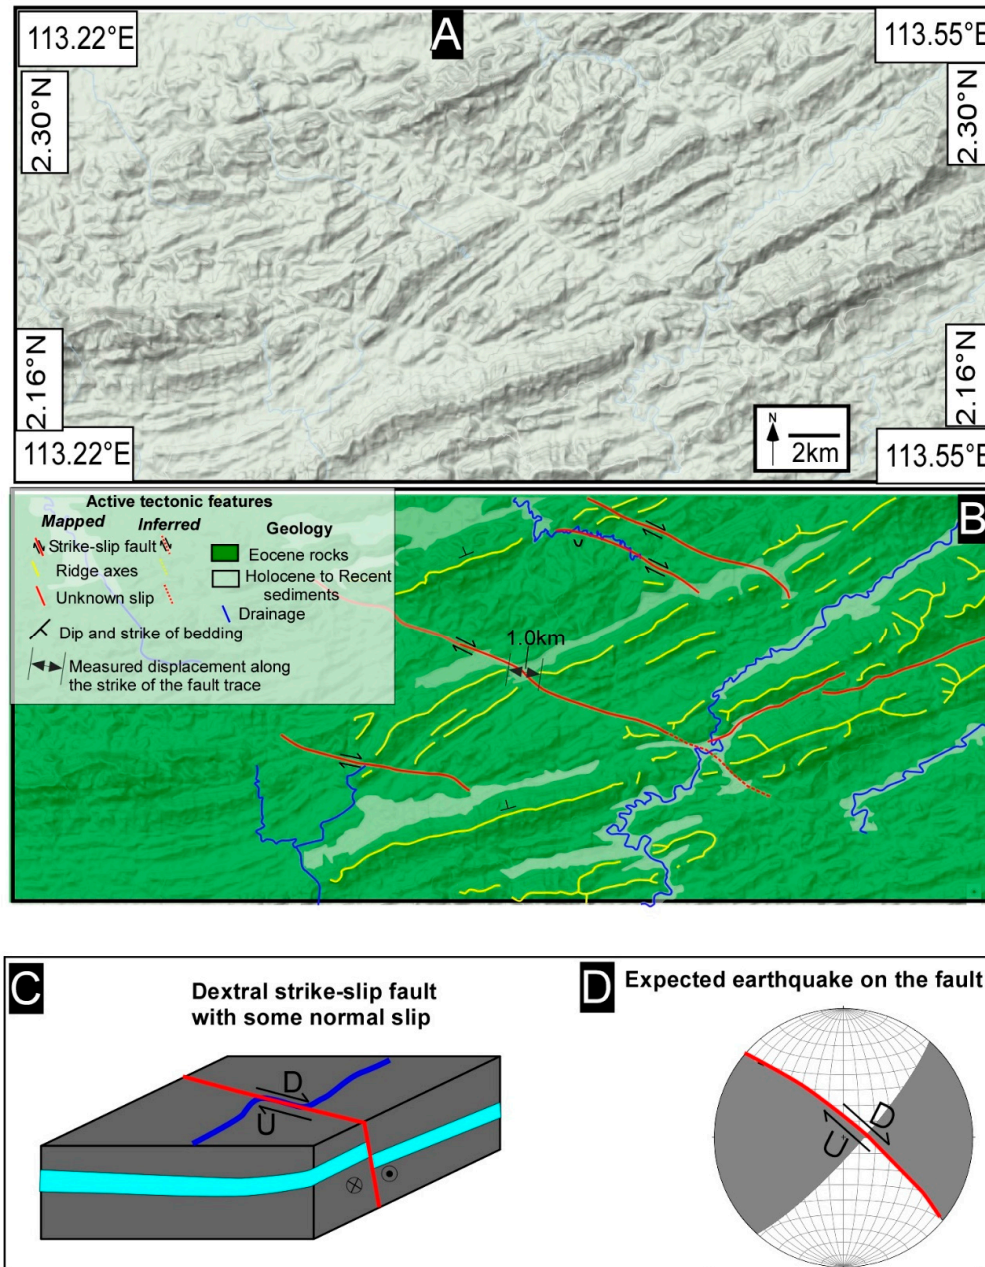 A
113.22°E
113.55°E
2.30°N
2.30°N
2.16°N
2.16°N
113.22°E
113.55°E
N
2km
B
Active tectonic features
Mapped
Inferred
Geology
Strike-slip fault
Ridge axes
Unknown slip
Dip and strike of bedding
Measured displacement along
the strike of the fault trace
Eocene rocks
Holocene to Recent
sediments
Drainage
1.0km
C
Dextral strike-slip fault
with some normal slip
D
U
D
Expected earthquake on the fault
D
U